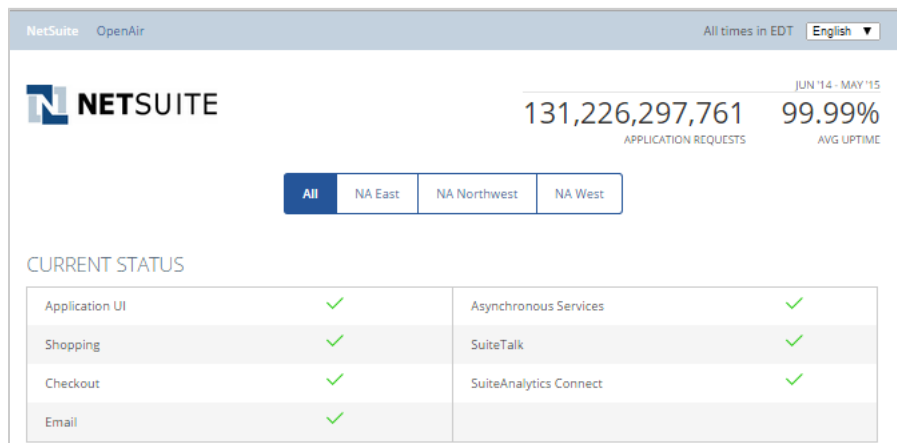 NetSuite OpenAir All times in EDT English ▼
JUN '14 - MAY '15
NETSUITE 131,226,297,761 99.99%
APPLICATION REQUESTS AVG UPTIME
All NA East NA Northwest NA West
CURRENT STATUS
Application UI ✓ Asynchronous Services ✓
Shopping ✓ SuiteTalk ✓
Checkout ✓ SuiteAnalytics Connect ✓
Email ✓